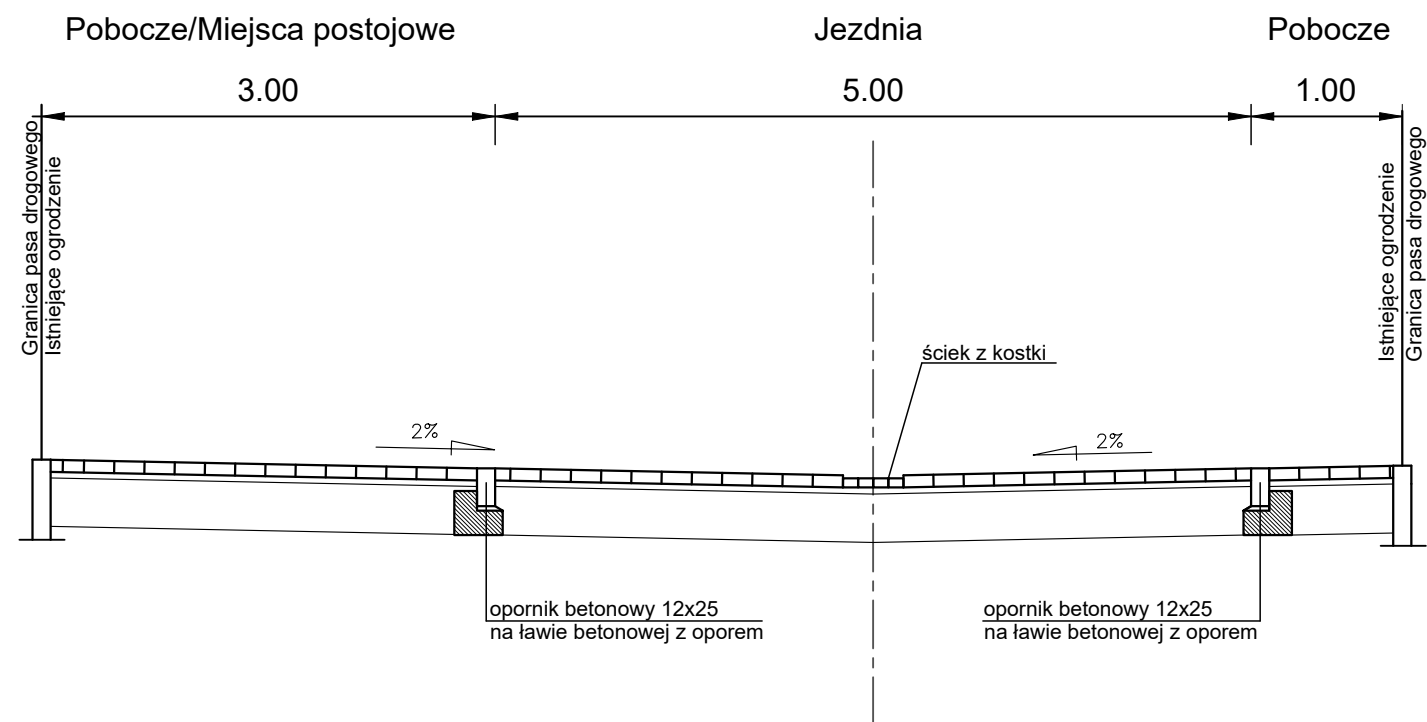 Pobocze/Miejsca postojowe
Jezdnia
Pobocze
3.00
5.00
1.00
Granica pasa drogowego
Istniejące ogrodzenie
Istniejące ogrodzenie
Granica pasa drogowego
ściek z kostki
2%
2%
opornik betonowy 12x25
na ławie betonowej z oporem
opornik betonowy 12x25
na ławie betonowej z oporem